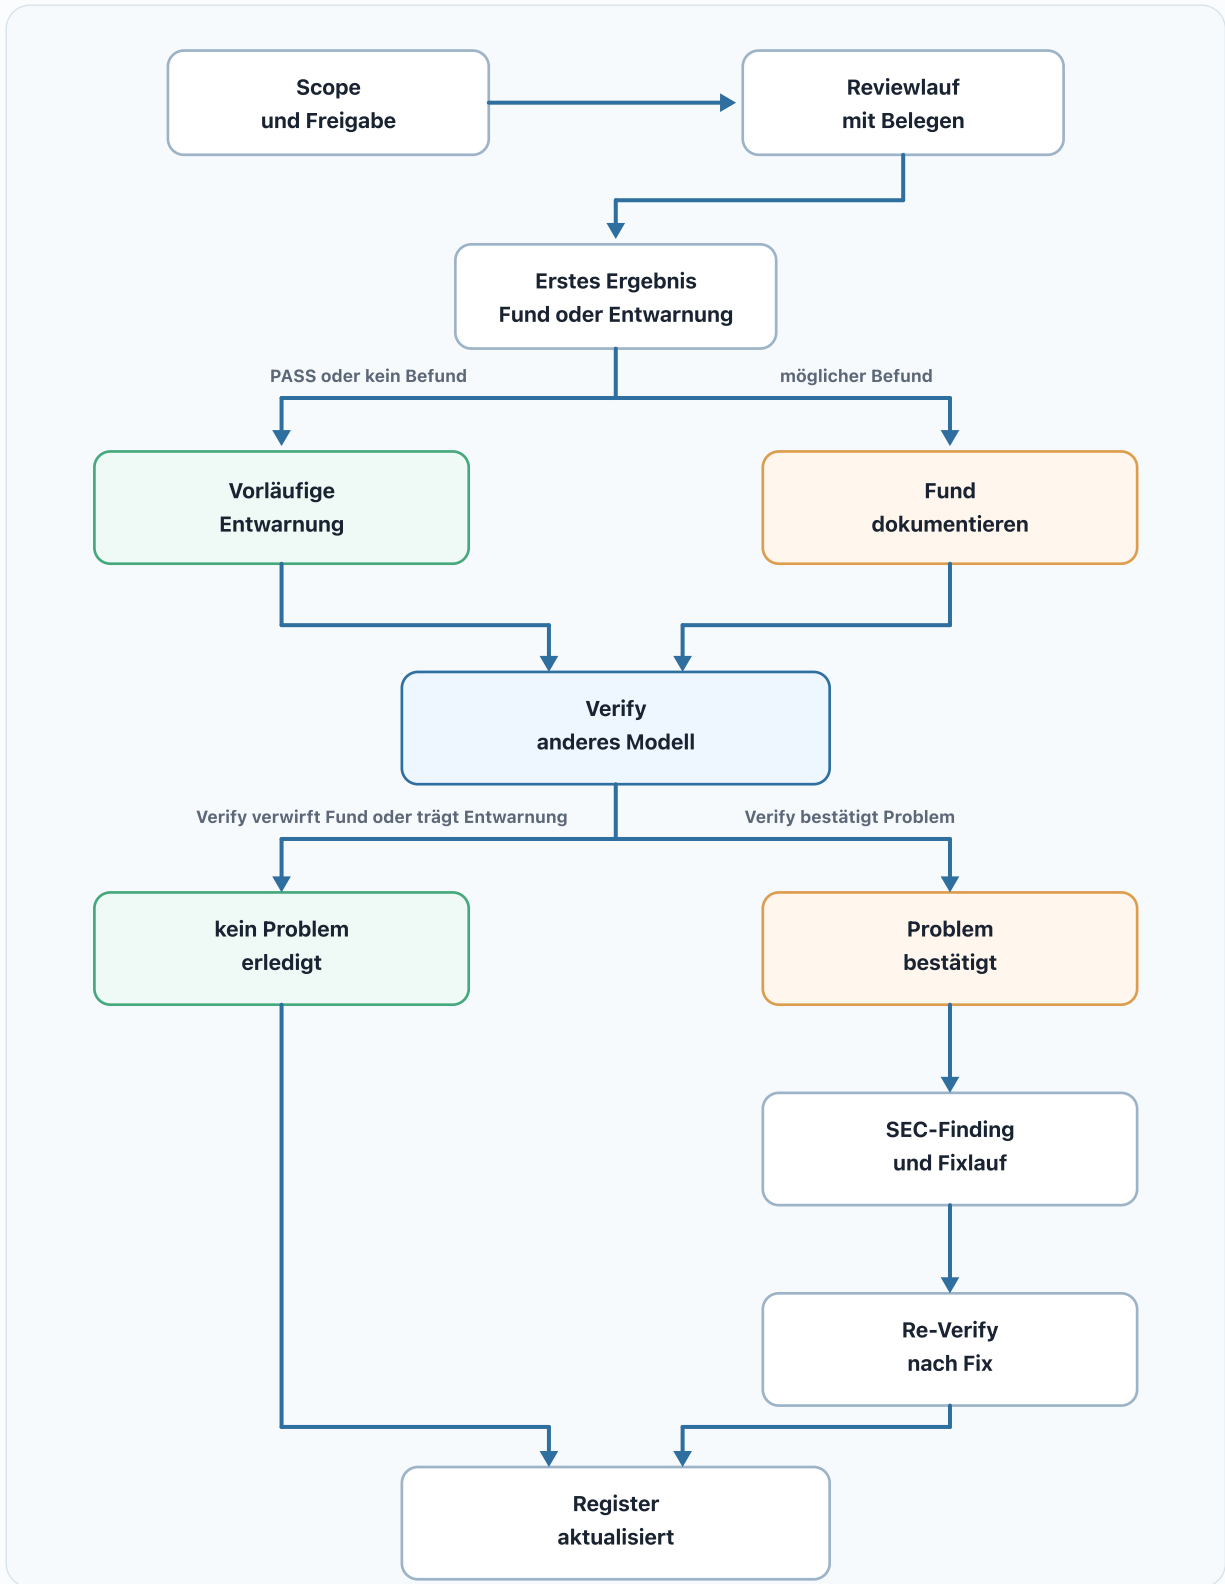 Scope
und Freigabe
Reviewlauf
mit Belegen
Erstes Ergebnis
Fund oder Entwarnung
PASS oder kein Befund
möglicher Befund
Vorläufige
Entwarnung
Fund
dokumentieren
Verify
anderes Modell
Verify verwirft Fund oder trägt Entwarnung
Verify bestätigt Problem
kein Problem
erledigt
Problem
bestätigt
SEC-Finding
und Fixlauf
Re-Verify
nach Fix
Register
aktualisiert